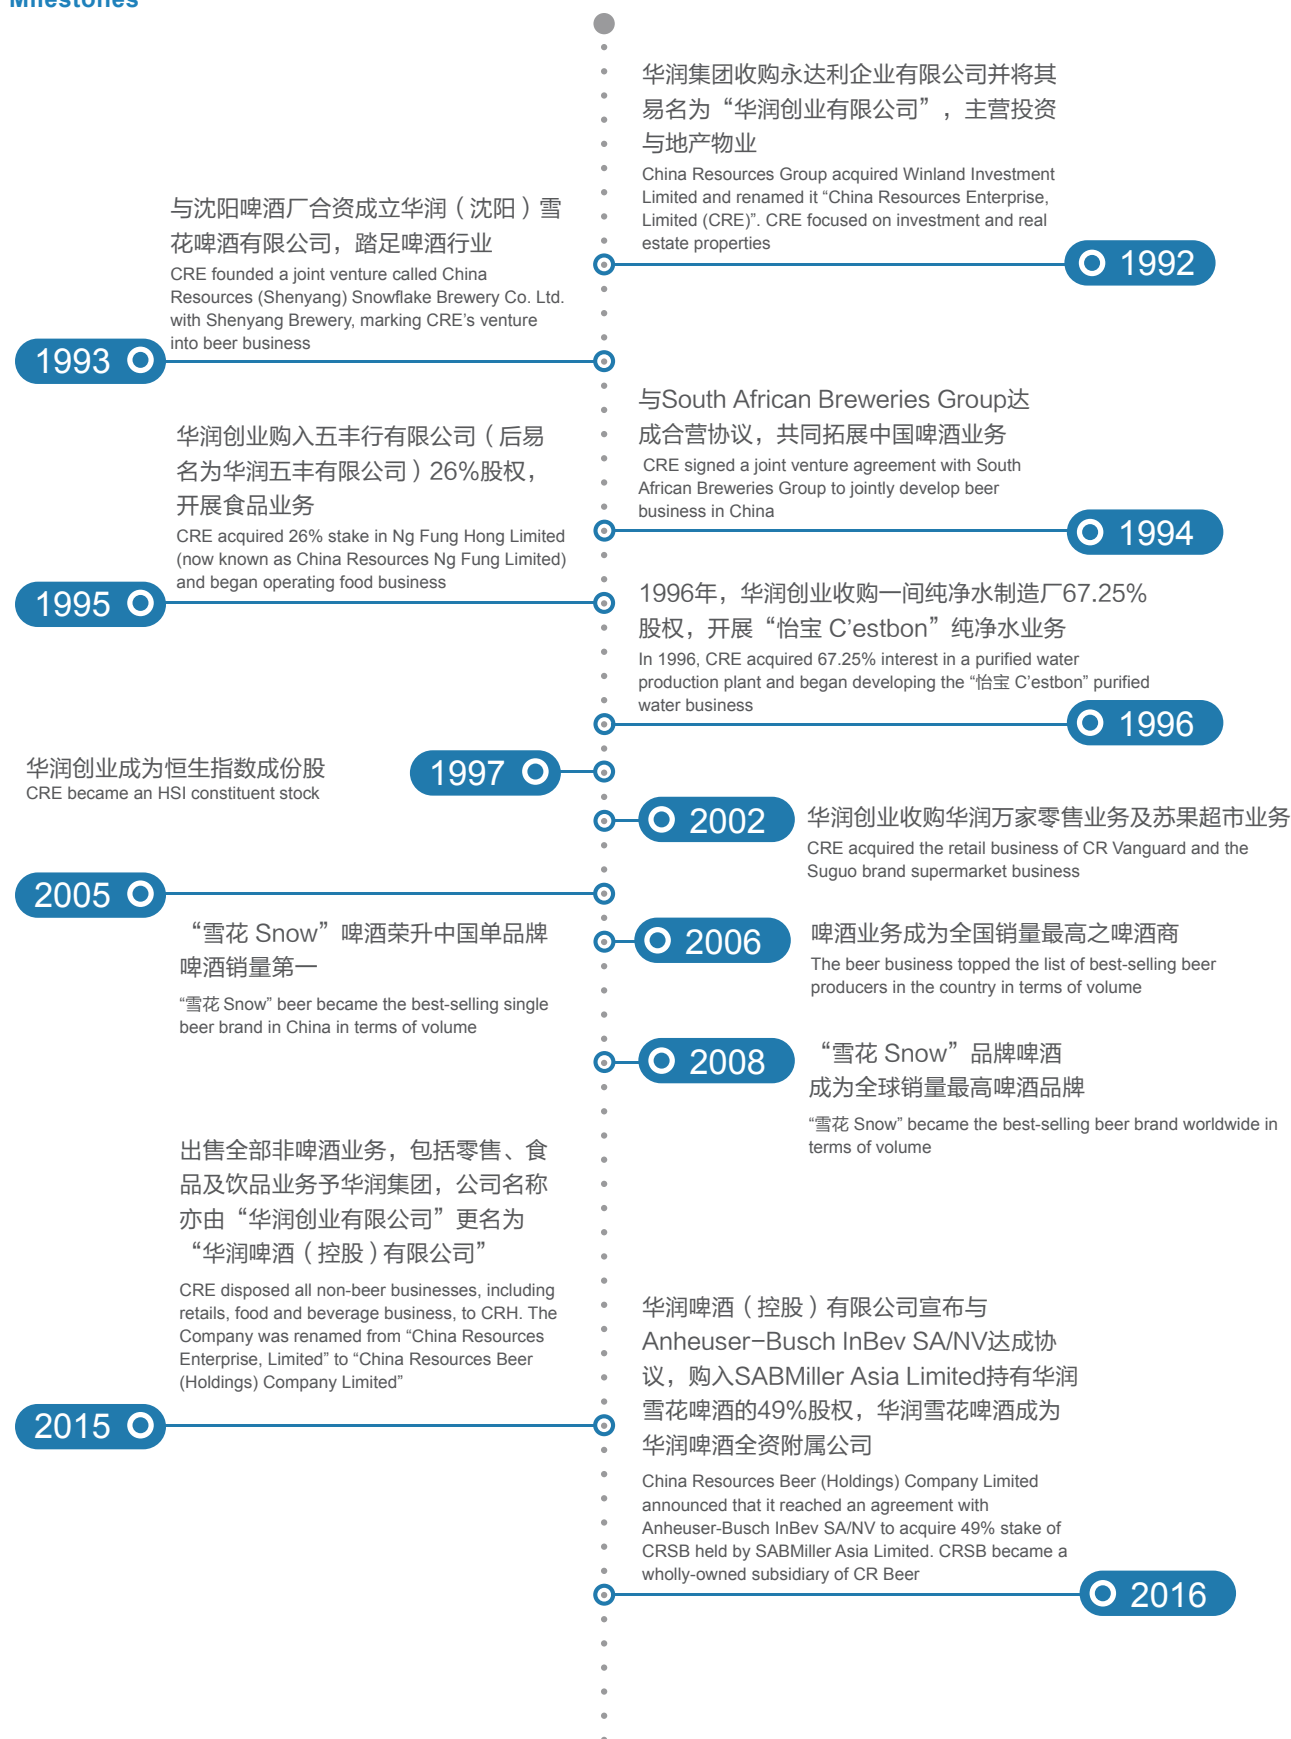 Milestones
华润集团收购永达利企业有限公司并将其
易名为“华润创业有限公司”，主营投资
与地产物业
China Resources Group acquired Winland Investment
Limited and renamed it “China Resources Enterprise,
Limited (CRE)”. CRE focused on investment and real
estate properties
1992
与沈阳啤酒厂合资成立华润（沈阳）雪
花啤酒有限公司，踏足啤酒行业
CRE founded a joint venture called China
Resources (Shenyang) Snowflake Brewery Co. Ltd.
with Shenyang Brewery, marking CRE’s venture
into beer business
1993
与South African Breweries Group达
成合营协议，共同拓展中国啤酒业务
CRE signed a joint venture agreement with South
African Breweries Group to jointly develop beer
business in China
1994
华润创业购入五丰行有限公司（后易
名为华润五丰有限公司）26%股权，
开展食品业务
CRE acquired 26% stake in Ng Fung Hong Limited
(now known as China Resources Ng Fung Limited)
and began operating food business
1995
1996年，华润创业收购一间纯净水制造厂67.25%
股权，开展“怡宝 C’estbon”纯净水业务
In 1996, CRE acquired 67.25% interest in a purified water
production plant and began developing the “怡宝 C’estbon” purified
water business
1996
华润创业成为恒生指数成份股
CRE became an HSI constituent stock
1997
2002
华润创业收购华润万家零售业务及苏果超市业务
CRE acquired the retail business of CR Vanguard and the
Suguo brand supermarket business
2005
“雪花 Snow”啤酒荣升中国单品牌
啤酒销量第一
“雪花 Snow” beer became the best-selling single
beer brand in China in terms of volume
2006
啤酒业务成为全国销量最高之啤酒商
The beer business topped the list of best-selling beer
producers in the country in terms of volume
2008
“雪花 Snow”品牌啤酒
成为全球销量最高啤酒品牌
“雪花 Snow” became the best-selling beer brand worldwide in
terms of volume
出售全部非啤酒业务，包括零售、食
品及饮品业务予华润集团，公司名称
亦由“华润创业有限公司”更名为
“华润啤酒（控股）有限公司”
CRE disposed all non-beer businesses, including
retails, food and beverage business, to CRH. The
Company was renamed from “China Resources
Enterprise, Limited” to “China Resources Beer
(Holdings) Company Limited”
2015
华润啤酒（控股）有限公司宣布与
Anheuser-Busch InBev SA/NV达成协
议，购入SABMiller Asia Limited持有华润
雪花啤酒的49%股权，华润雪花啤酒成为
华润啤酒全资附属公司
China Resources Beer (Holdings) Company Limited
announced that it reached an agreement with
Anheuser-Busch InBev SA/NV to acquire 49% stake of
CRSB held by SABMiller Asia Limited. CRSB became a
wholly-owned subsidiary of CR Beer
2016